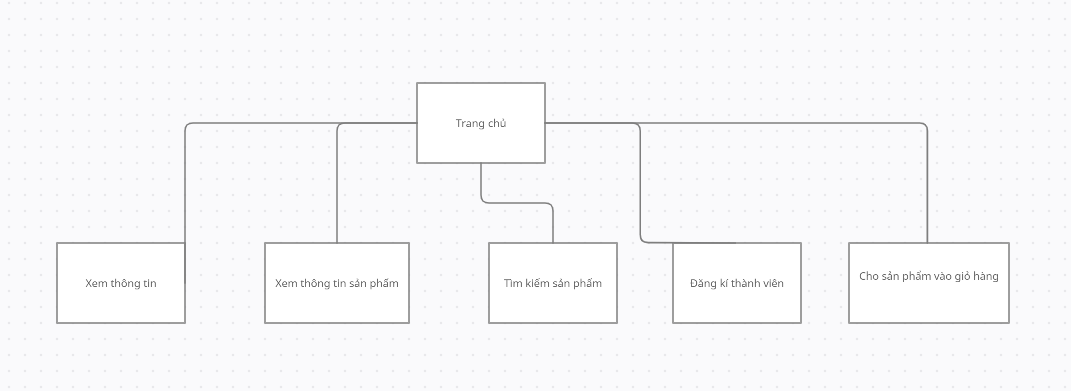 Trang chủ
Xem thông tin
Xem thông tin sản phẩm
Tìm kiếm sản phẩm
Đăng kí thành viên
Cho sản phẩm vào giỏ hàng